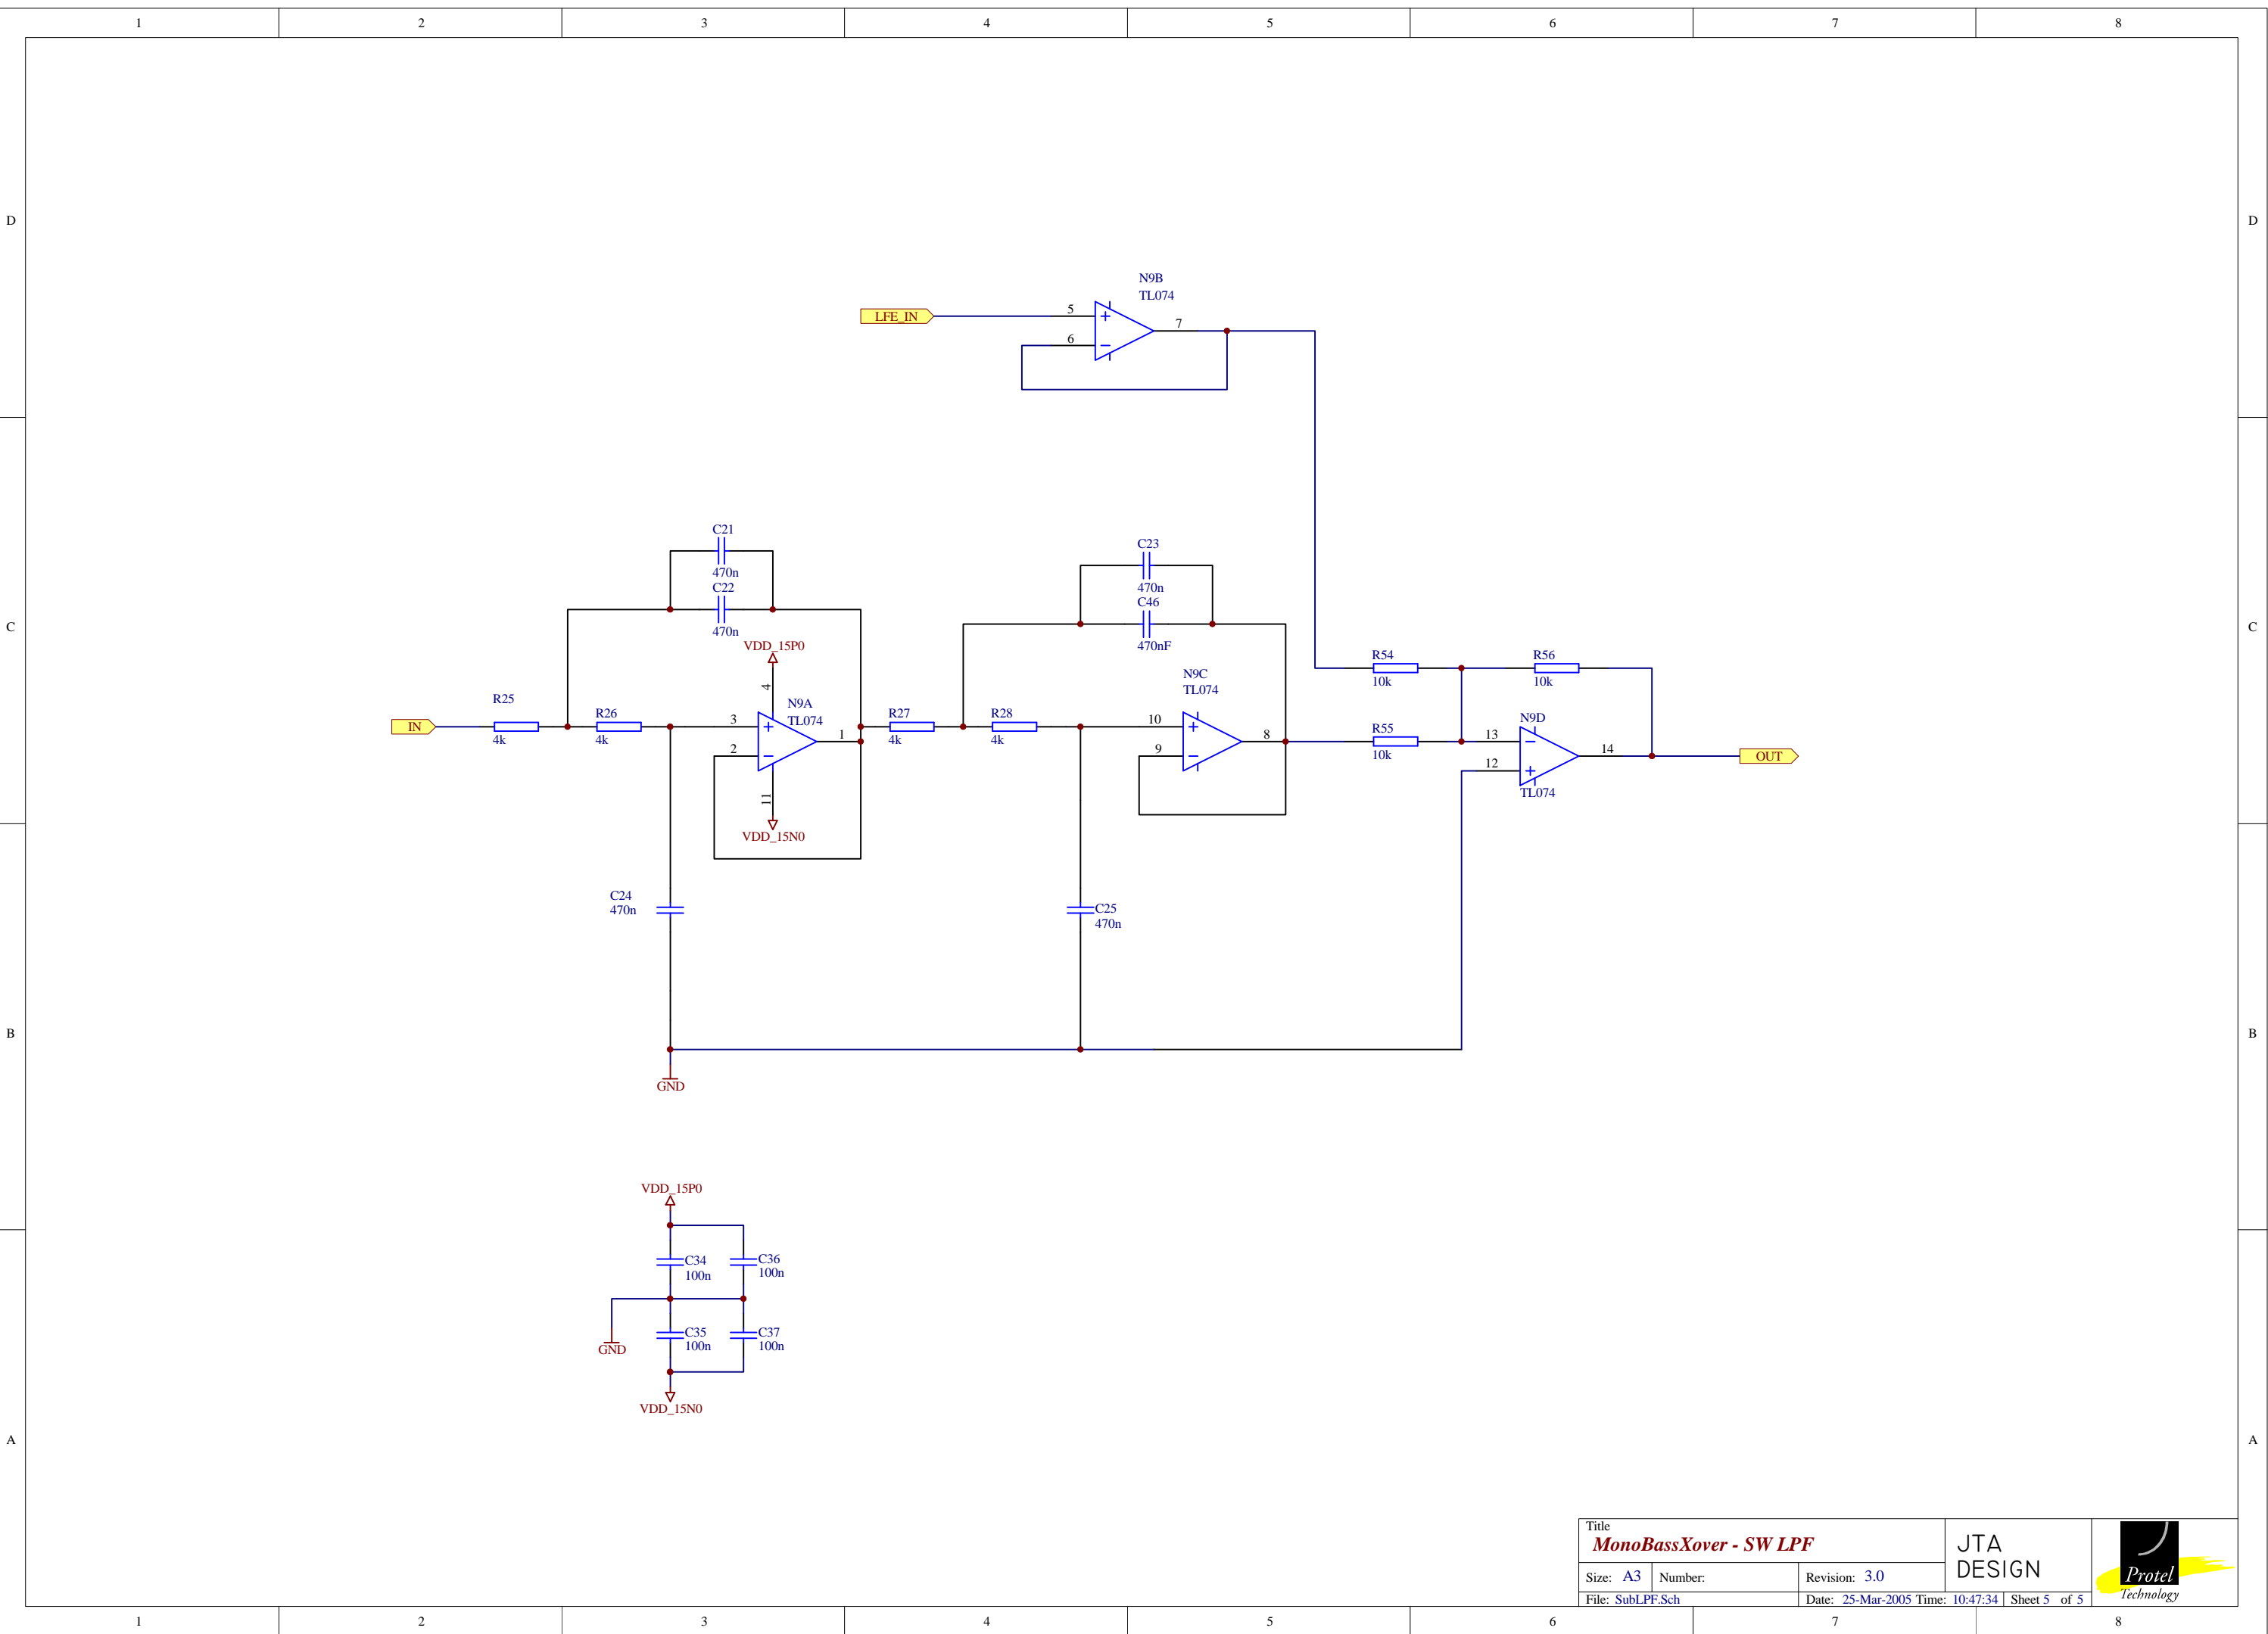 1 2 3 4 5 6 7 8
D D
N9B
TL074
LFE_IN 5 7
6
C21
470n
C22
470n
C23
470n
C46
470nF
C C
VDD_15P0
4
R54 R56
10k 10k
N9C
TL074
R25 R26 N9A
TL074
IN 3 1
4k 4k 2
11
VDD_15N0
R27 R28
4k 4k
10 8
9
R55
10k
N9D
13 14
12
TL074
OUT
C24
470n
C25
470n
B B
GND
VDD_15P0
C34 C36
100n 100n
C35 C37
100n 100n
GND
VDD_15N0
A A
Title
MonoBassXover - SW LPF
JTA
DESIGN
Size: A3 Number: Revision: 3.0
File: SubLPF.Sch Date: 25-Mar-2005 Time: 10:47:34 Sheet 5 of 5
Protel
Technology
1 2 3 4 5 6 7 8